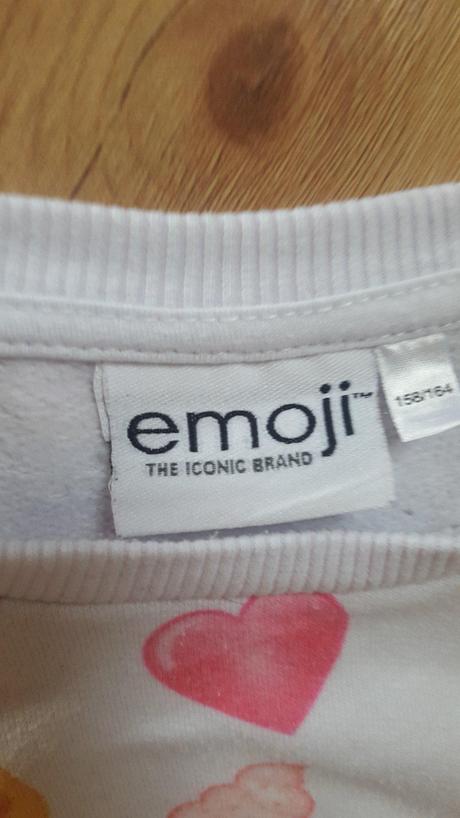 emoji™
THE ICONIC BRAND
158/164